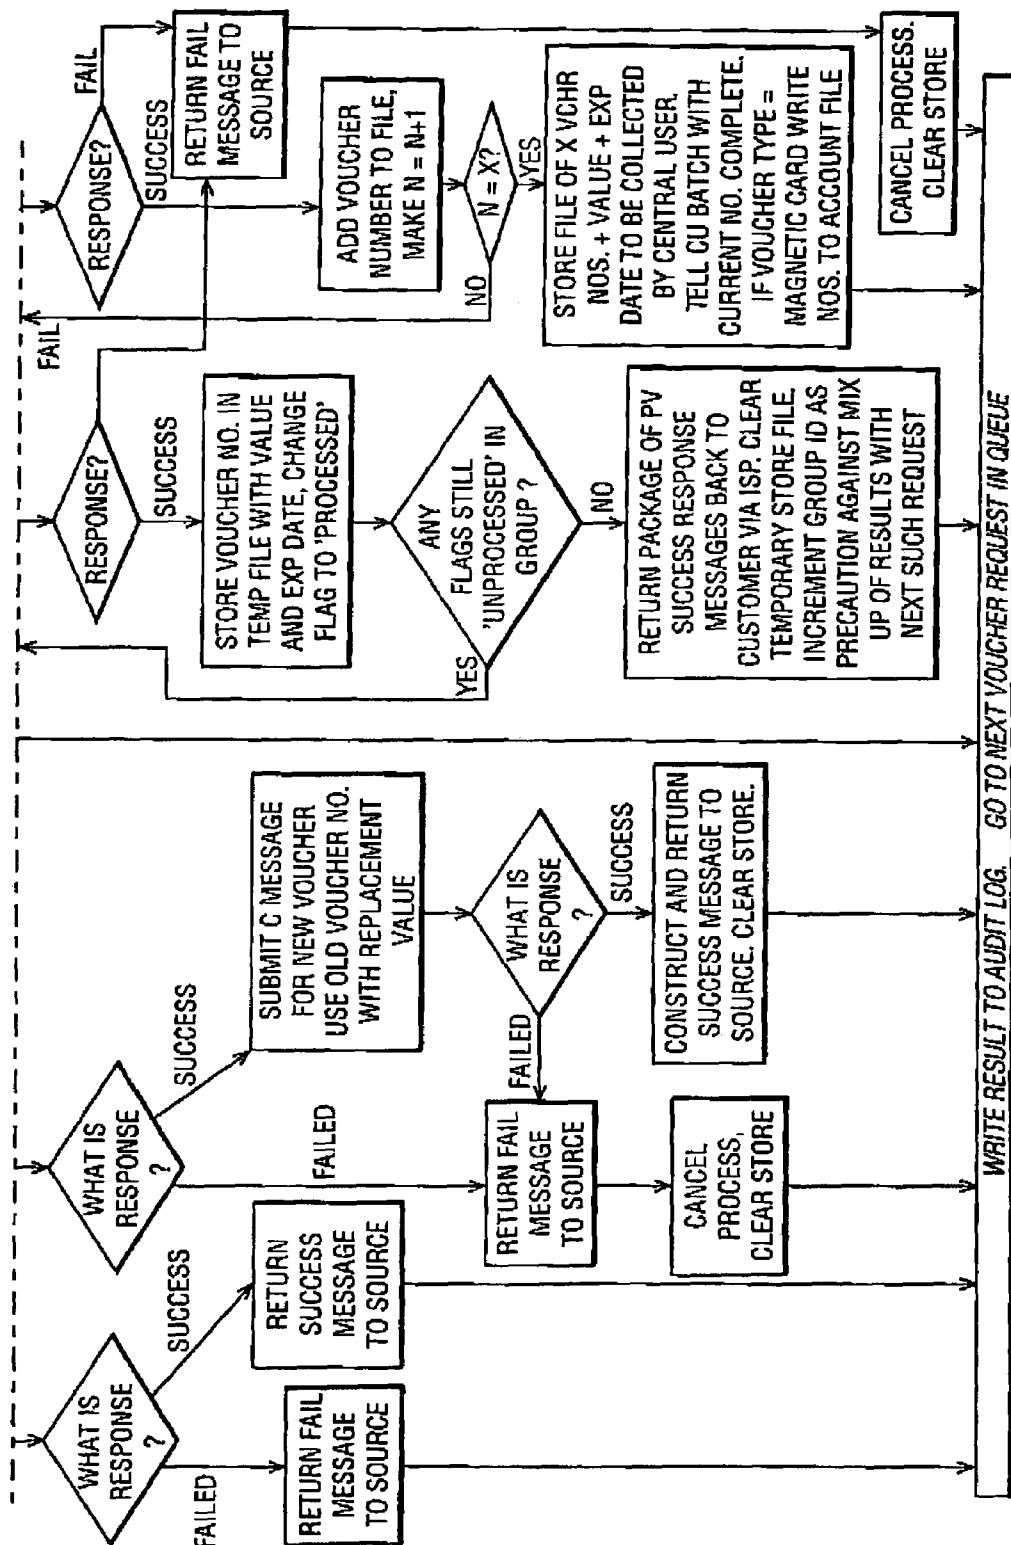 WHAT IS
RESPONSE
?
FAILED
SUCCESS
RETURN FAIL
MESSAGE
TO SOURCE
RETURN
SUCCESS
MESSAGE
TO SOURCE
WHAT IS
RESPONSE
?
SUCCESS
FAILED
SUBMIT C MESSAGE
FOR NEW VOUCHER
USE OLD VOUCHER NO.
WITH REPLACEMENT
VALUE
WHAT IS
RESPONSE
?
FAILED
SUCCESS
RETURN FAIL
MESSAGE
TO SOURCE
CANCEL
PROCESS,
CLEAR STORE
CONSTRUCT AND RETURN
SUCCESS MESSAGE TO
SOURCE. CLEAR STORE.
RESPONSE?
FAIL
SUCCESS
STORE VOUCHER NO. IN
TEMP FILE WITH VALUE
AND EXP DATE, CHANGE
FLAG TO 'PROCESSED'
ANY
FLAGS STILL
'UNPROCESSED' IN
GROUP ?
YES
NO
RETURN PACKAGE OF PV
SUCCESS RESPONSE
MESSAGES BACK TO
CUSTOMER VIA ISP. CLEAR
TEMPORARY STORE FILE.
INCREMENT GROUP ID AS
PRECAUTION AGAINST MIX
UP OF RESULTS WITH
NEXT SUCH REQUEST
RESPONSE?
FAIL
SUCCESS
RETURN FAIL
MESSAGE TO
SOURCE
ADD VOUCHER
NUMBER TO FILE,
MAKE N = N+1
N = X?
NO
YES
STORE FILE OF X VCHR
NOS. + VALUE + EXP
DATE TO BE COLLECTED
BY CENTRAL USER.
TELL CU BATCH WITH
CURRENT NO. COMPLETE.
IF VOUCHER TYPE =
MAGNETIC CARD WRITE
NOS. TO ACCOUNT FILE
CANCEL PROCESS.
CLEAR STORE
WRITE RESULT TO AUDIT LOG. GO TO NEXT VOUCHER REQUEST IN QUEUE